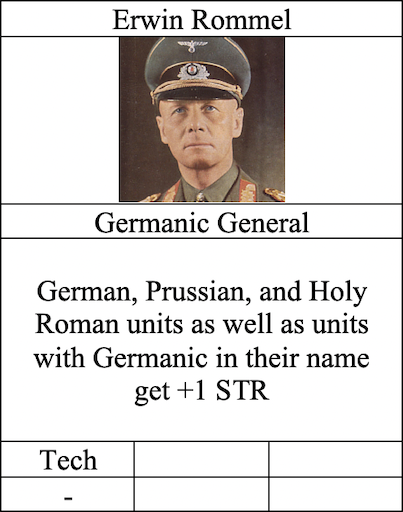 Erwin Rommel
Germanic General
German, Prussian, and Holy
Roman units as well as units
with Germanic in their name
get +1 STR
Tech
-